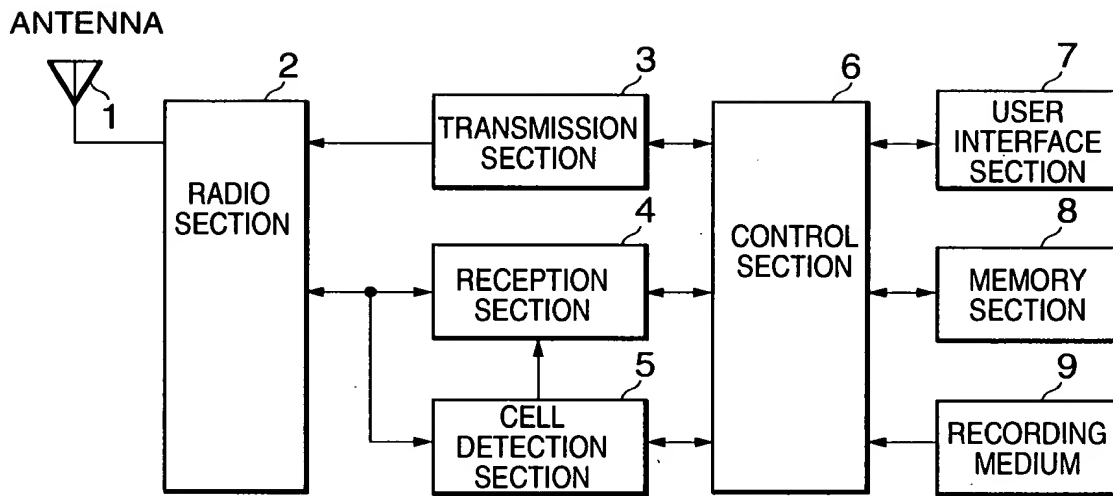 ANTENNA
1
2
RADIO
SECTION
3
TRANSMISSION
SECTION
4
RECEPTION
SECTION
5
CELL
DETECTION
SECTION
6
CONTROL
SECTION
7
USER
INTERFACE
SECTION
8
MEMORY
SECTION
9
RECORDING
MEDIUM